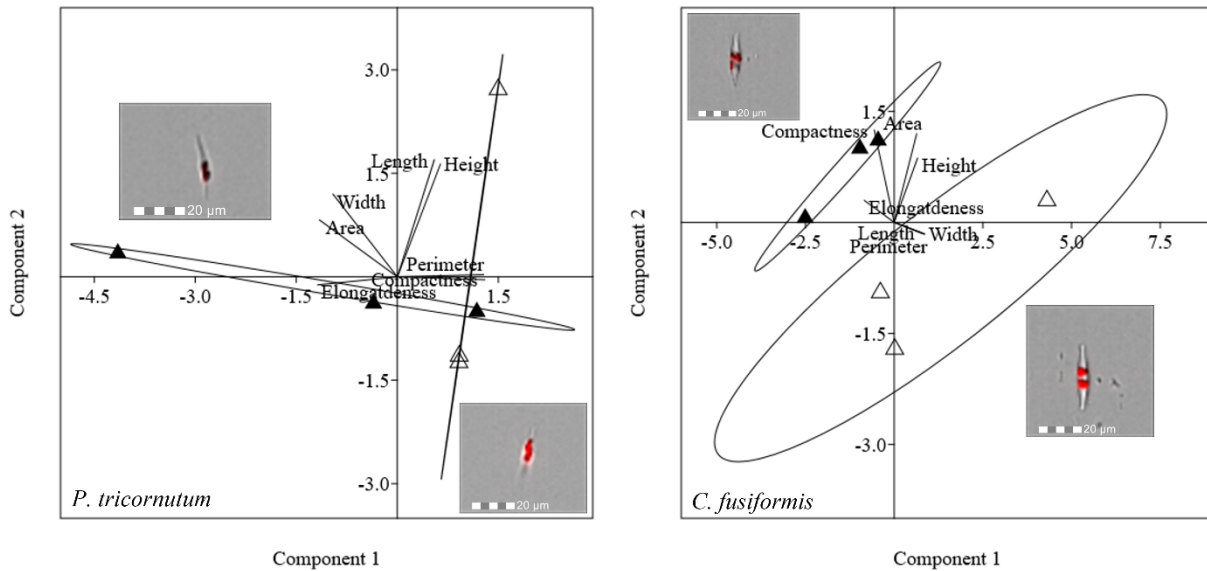 Component 2
3.0
1.5
-1.5
-3.0
-4.5
-3.0
-1.5
1.5
20 µm
Length
Height
Width
Area
Perimeter
Compactness
Elongatdeness
20 µm
P. tricornutum
Component 1
Component 2
20 µm
1.5
Compactness
Area
Height
Elongatdeness
-5.0
-2.5
2.5
5.0
7.5
Length
Width
Perimeter
-1.5
-3.0
20 µm
C. fusiformis
Component 1